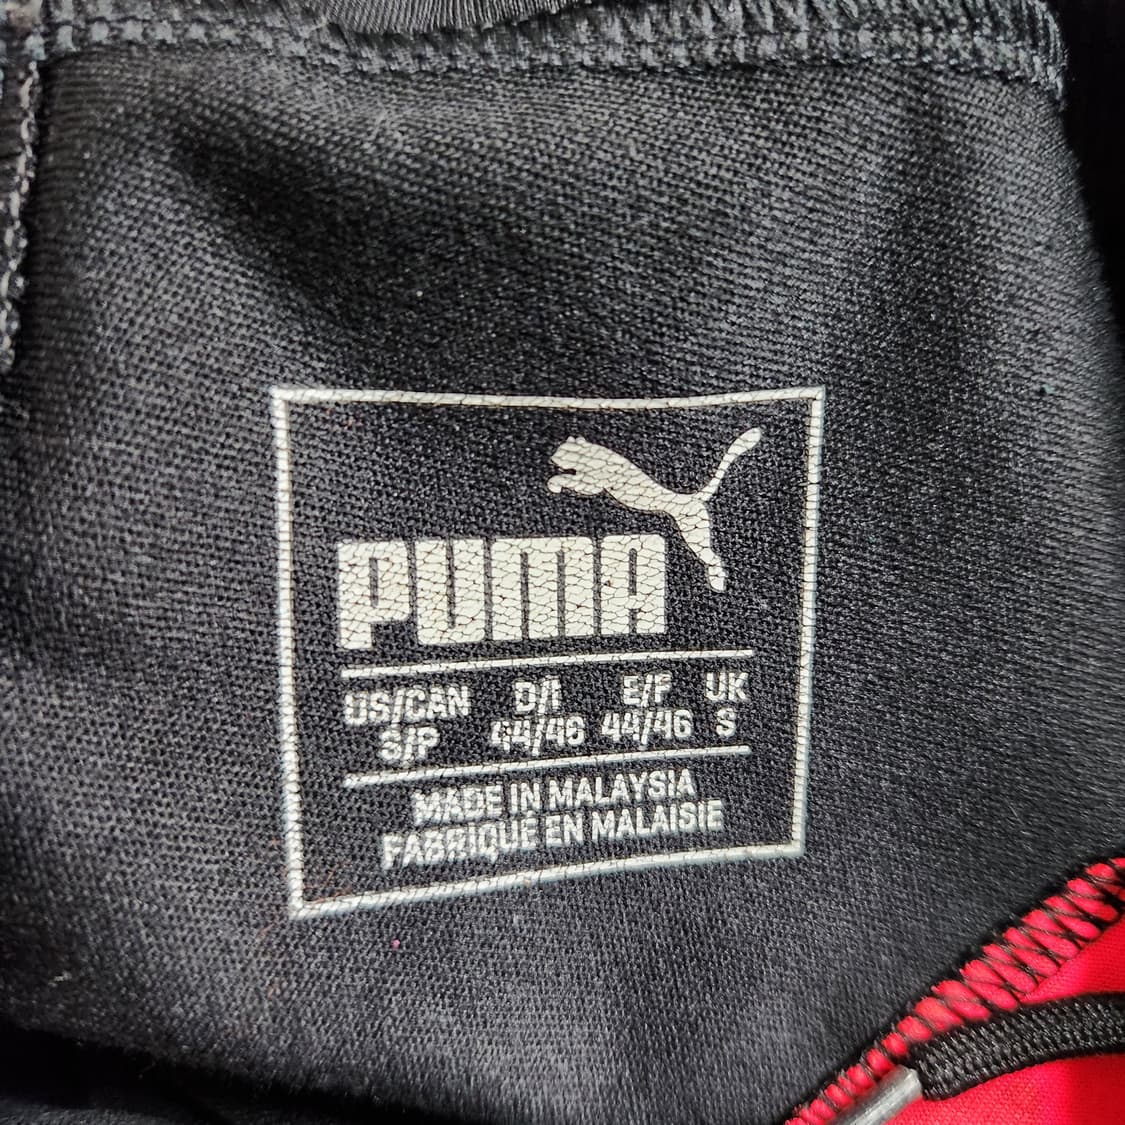 PUMA
US/CAN D/I E/F UK
S/P 44/46 44/46 S
MADE IN MALAYSIA
FABRIQUÉ EN MALAISIE